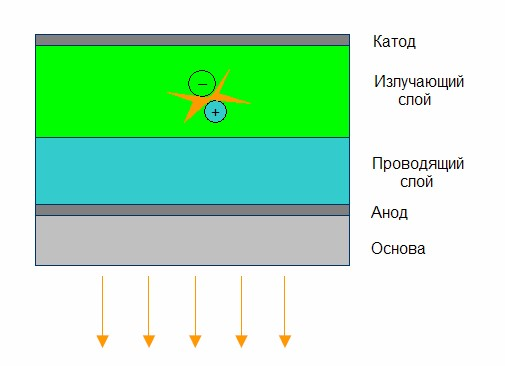 Катод
Излучающий
слой
−
+
Проводящий
слой
Анод
Основа